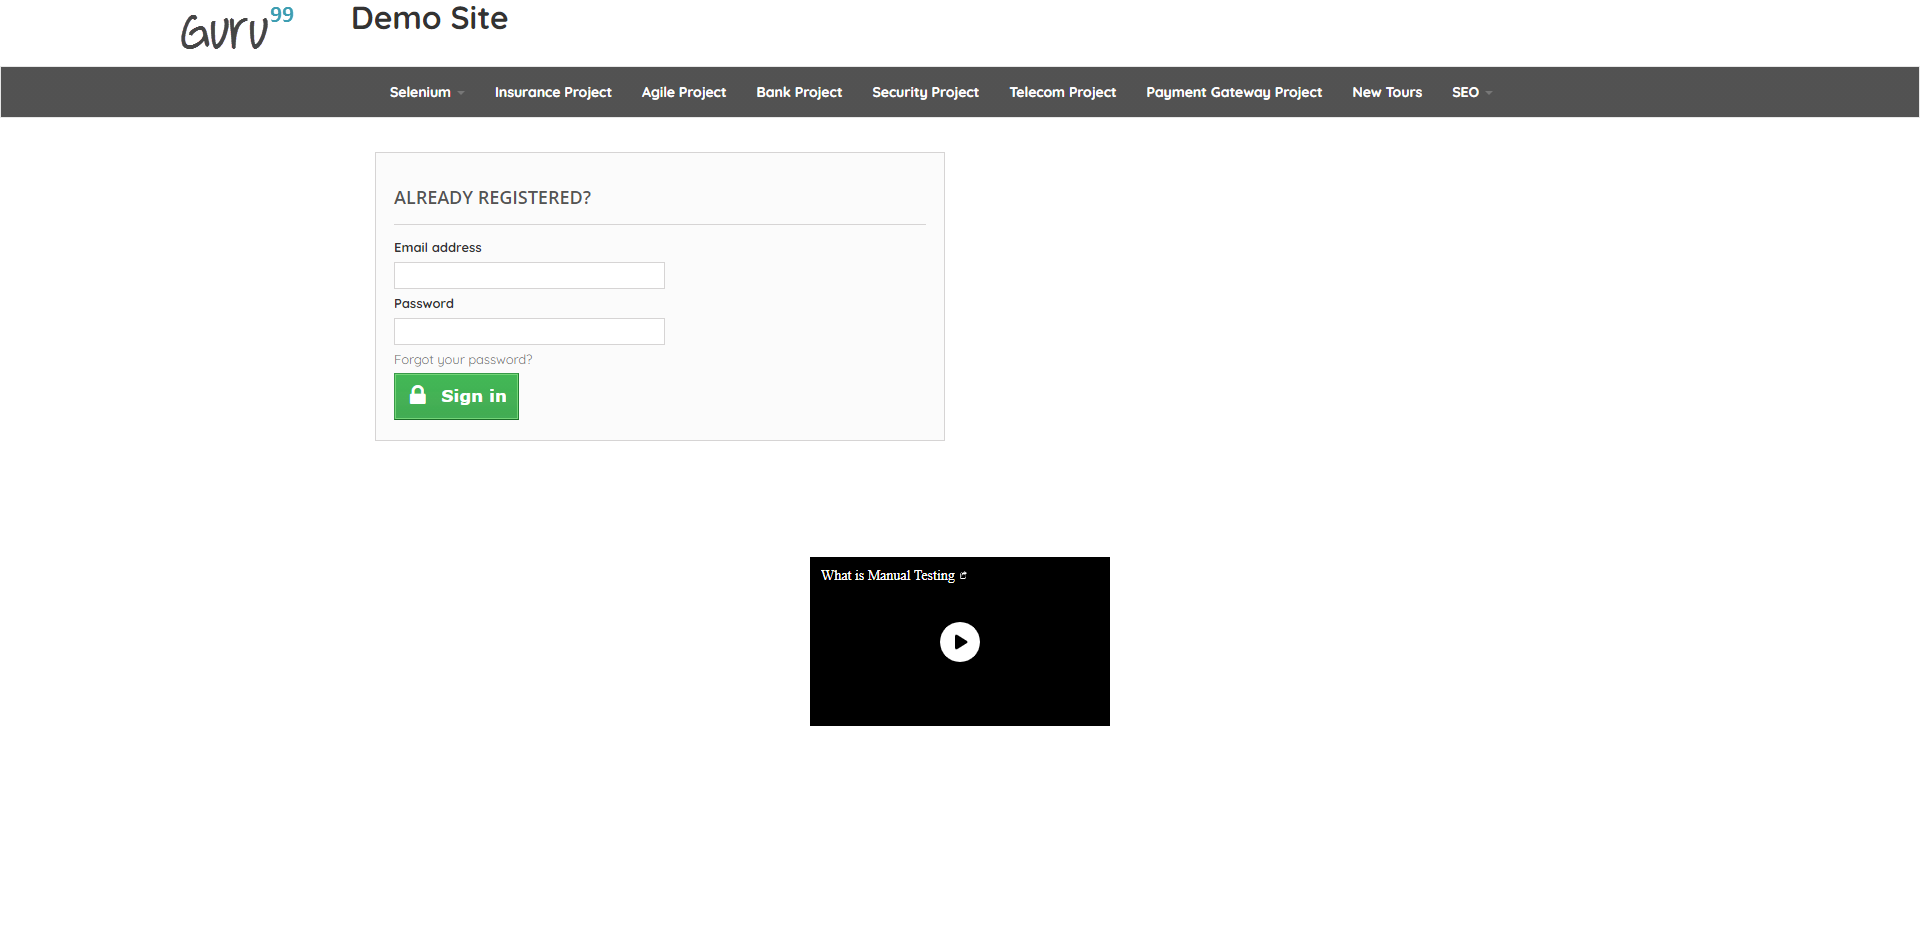 Guru99
Demo Site
Selenium Insurance Project Agile Project Bank Project Security Project Telecom Project Payment Gateway Project New Tours SEO
ALREADY REGISTERED?
Email address
Password
Forgot your password?
Sign in
What is Manual Testing